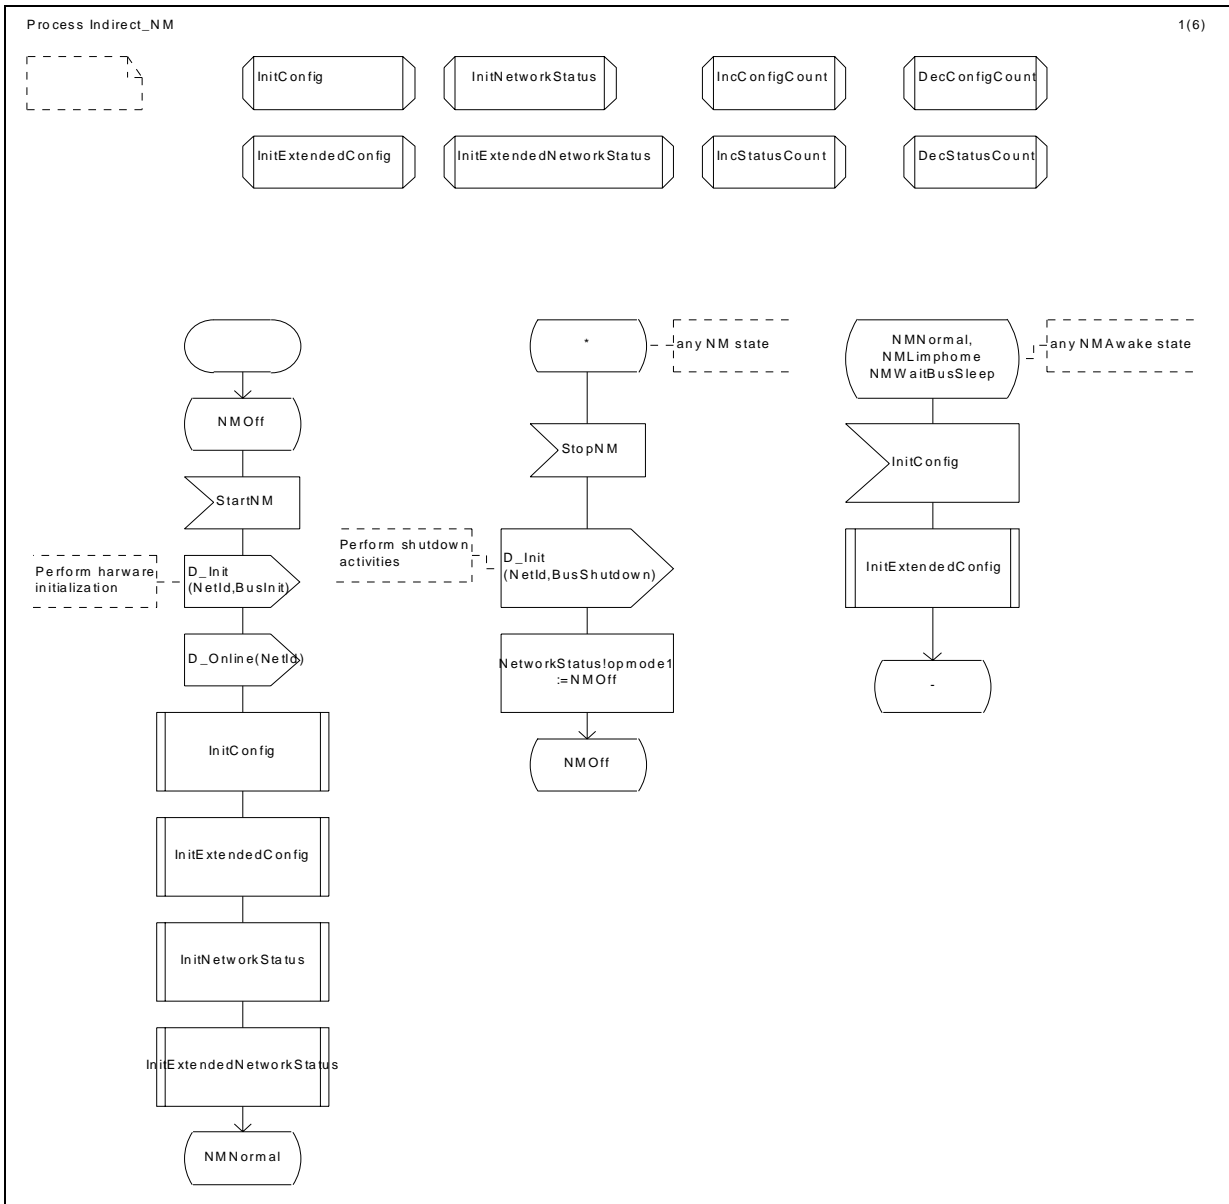 Process Indirect_NM
1(6)
InitConfig
InitNetworkStatus
IncConfigCount
DecConfigCount
InitExtendedConfig
InitExtendedNetworkStatus
IncStatusCount
DecStatusCount
NMOff
StartNM
Perform harware
initialization
D_Init
(NetId,BusInit)
D_Online(NetId)
InitConfig
InitExtendedConfig
InitNetworkStatus
InitExtendedNetworkStatus
NMNormal
*
any NM state
StopNM
Perform shutdown
activities
D_Init
(NetId,BusShutdown)
NetworkStatus!opmode1
:=NMOff
NMOff
NMNormal,
NMLimphome
NMWaitBusSleep
any NMAwake state
InitConfig
InitExtendedConfig
-